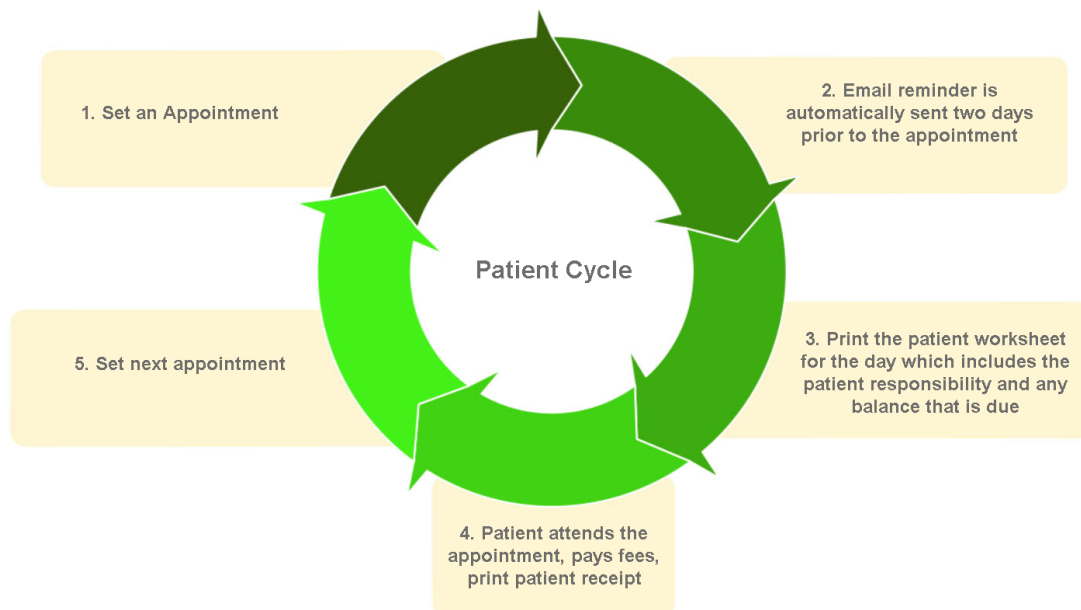 1. Set an Appointment
2. Email reminder is
automatically sent two days
prior to the appointment
Patient Cycle
3. Print the patient worksheet
for the day which includes the
patient responsibility and any
balance that is due
5. Set next appointment
4. Patient attends the
appointment, pays fees,
print patient receipt